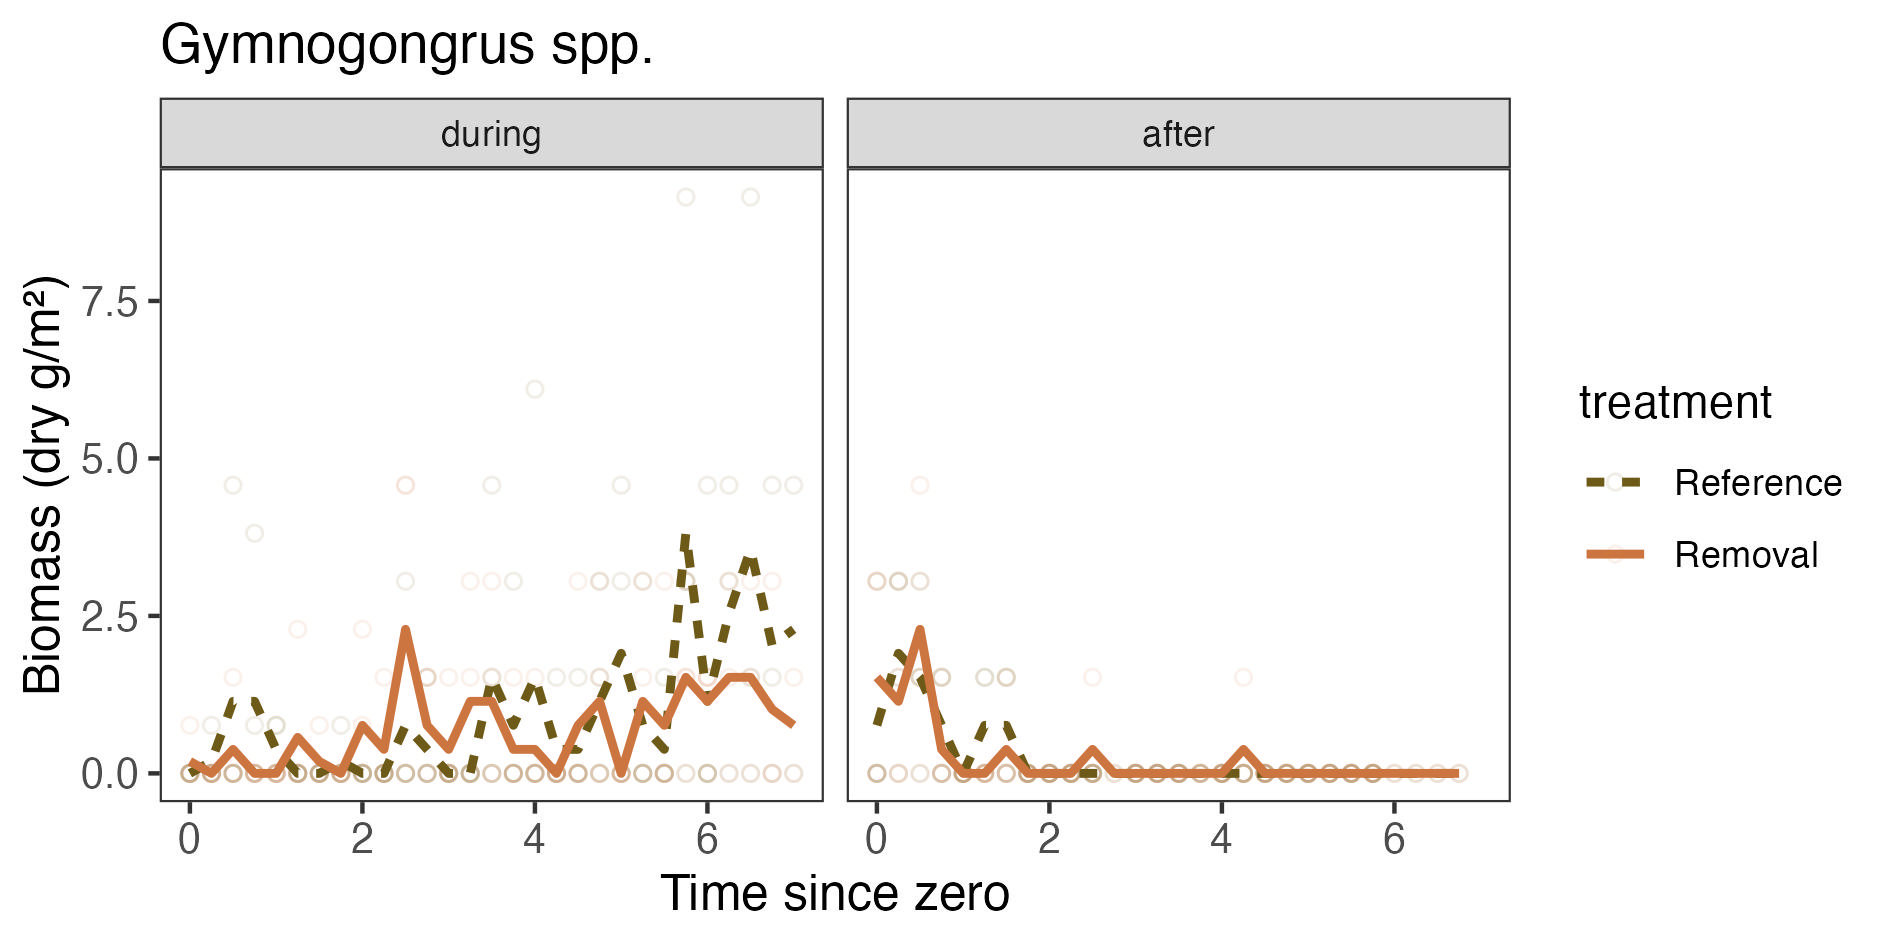 Gymnogongrus spp.
during
after
Biomass (dry g/m²)
7.5
5.0
2.5
0.0
0 2 4 6
0 2 4 6
Time since zero
treatment
Reference
Removal